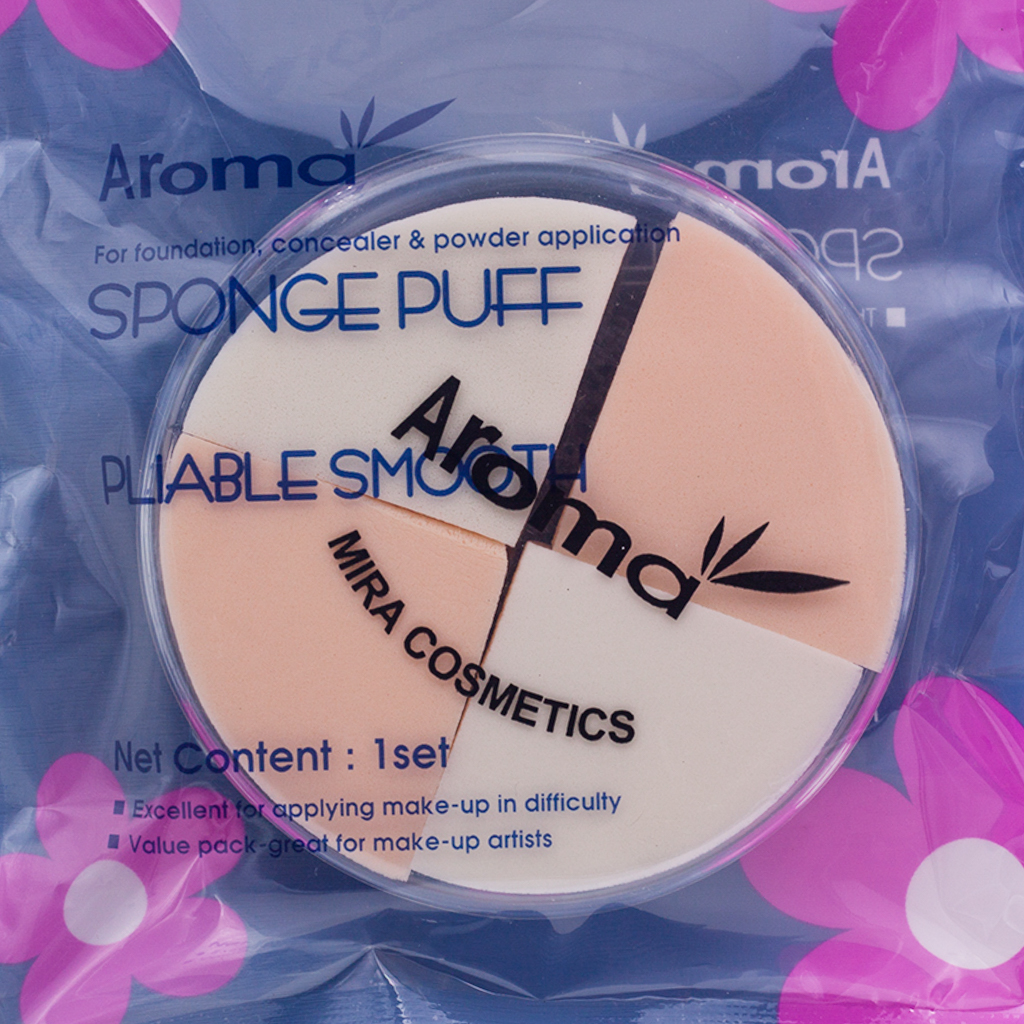 Aroma
For foundation, concealer & powder application
SPONGE PUFF
PLIABLE SMOOTH
Aroma
MIRA COSMETICS
Net Content : 1set
Excellent for applying make-up in difficulty
Value pack-great for make-up artists
Aroma